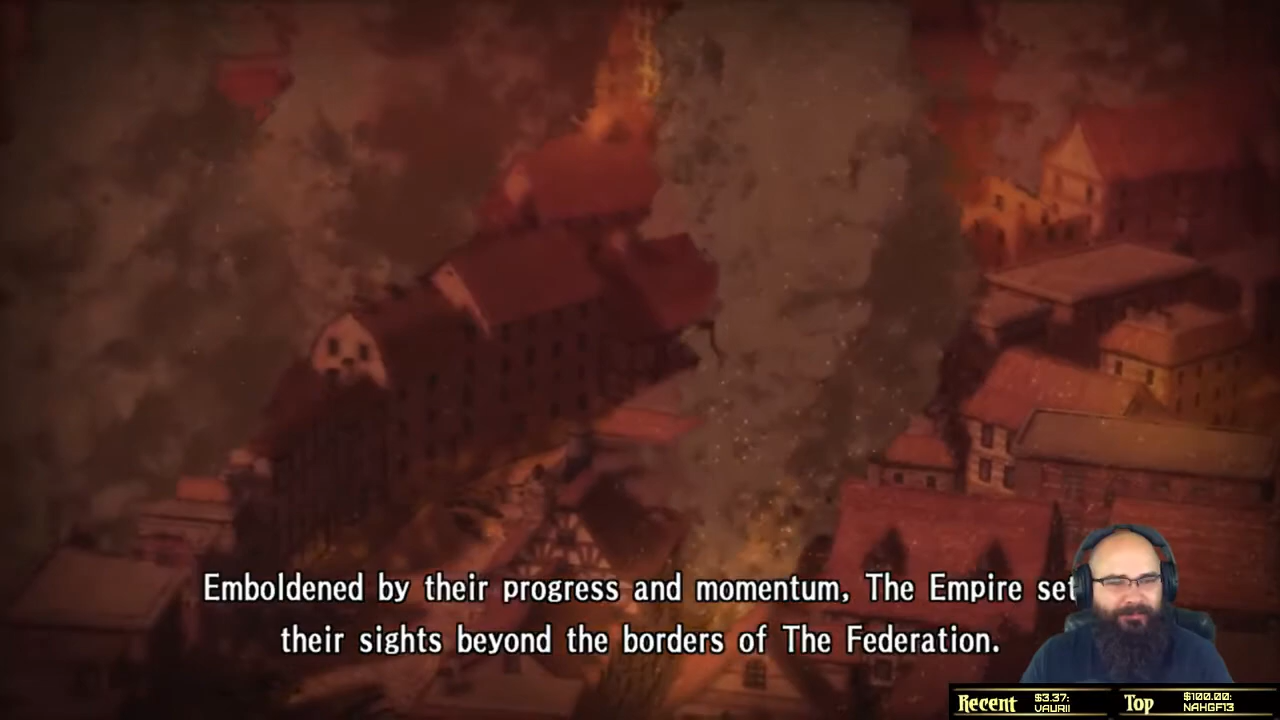 Emboldened by their progress and momentum, The Empire set
their sights beyond the borders of The Federation.
Recent
$3.37:
VAURII
Top
$100.00:
NAHGF13